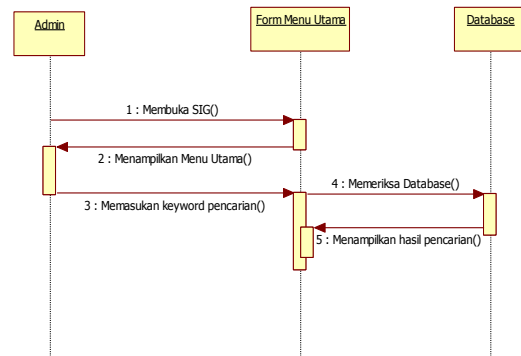 Admin
Form Menu Utama
Database
1 : Membuka SIG()
2 : Menampilkan Menu Utama()
3 : Memasukan keyword pencarian()
4 : Memeriksa Database()
5 : Menampilkan hasil pencarian()